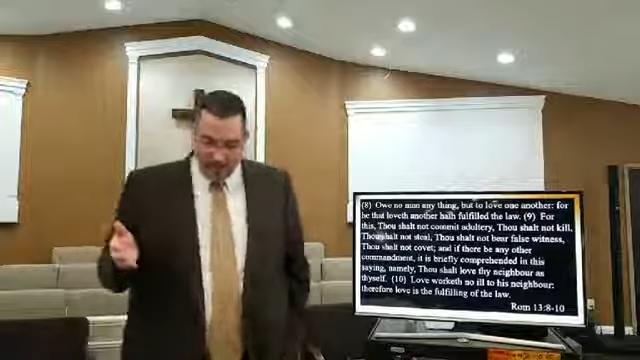 (8) Owe no man any thing, but to love one another: for
he that loveth another hath fulfilled the law. (9) For
this, Thou shalt not commit adultery, Thou shalt not kill,
Thou shalt not steal, Thou shalt not bear false witness,
Thou shalt not covet; and if there be any other
commandment, it is briefly comprehended in this
saying, namely, Thou shalt love thy neighbour as
thyself. (10) Love worketh no ill to his neighbour:
therefore love is the fulfilling of the law.
Rom 13:8-10